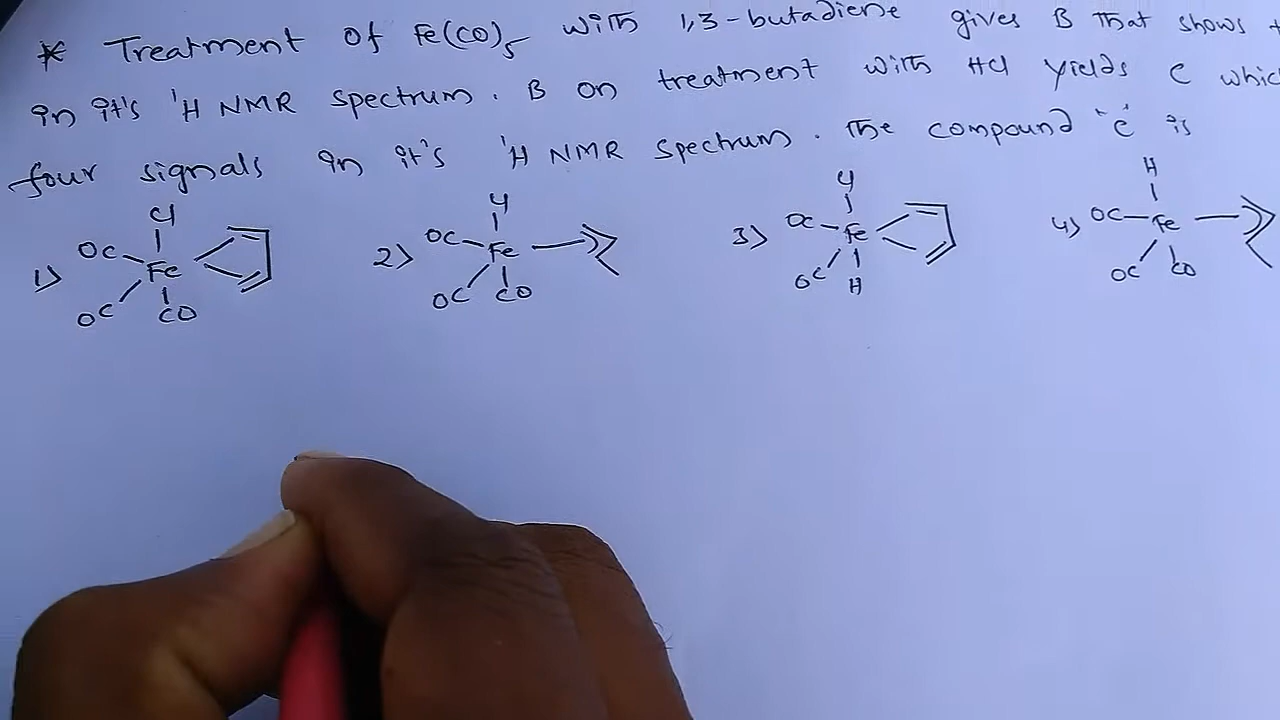 * Treatment of Fe(CO)5 with 1,3-butadiene gives B that shows
in it's 1H NMR spectrum. B on treatment with HCl yields C
four signals in it's 1H NMR spectrum. The compound 'C' is
1) Cl OC Fe OC CO
2) Cl OC Fe OC CO
3) Cl OC Fe OC H
4) H OC Fe OC CO